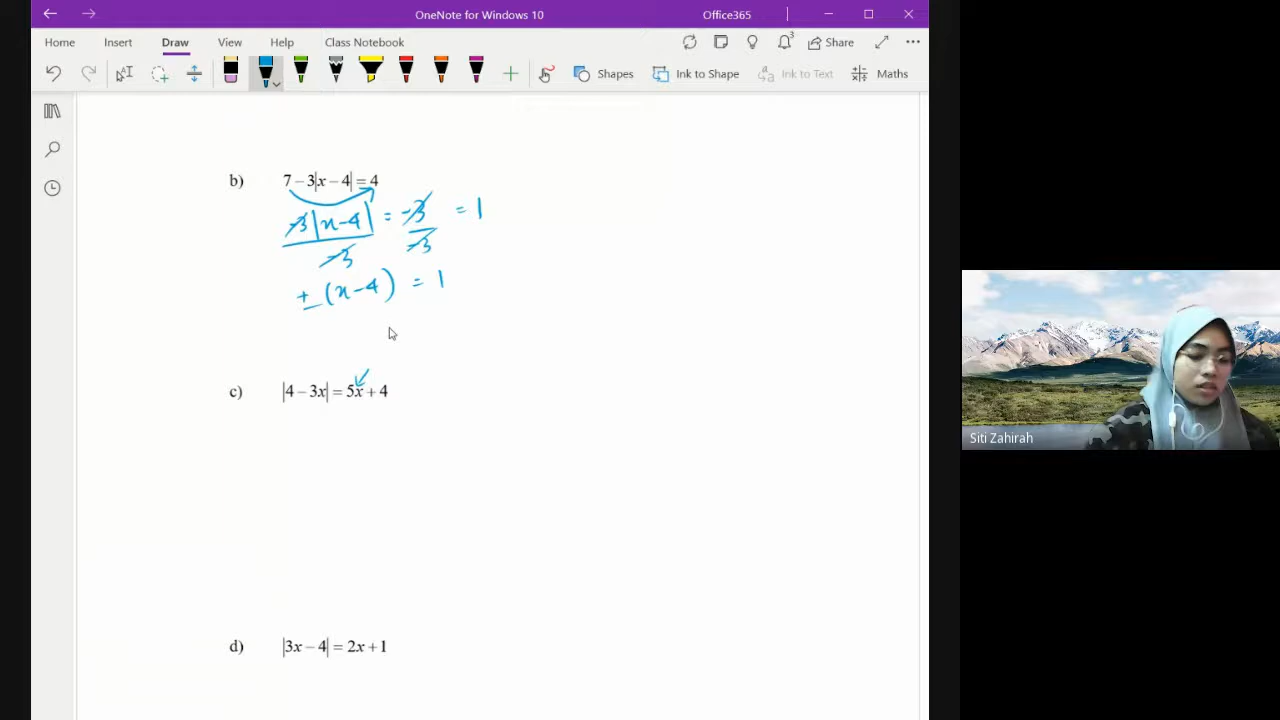 OneNote for Windows 10
Office365
Home Insert Draw View Help Class Notebook
3
Share
Shapes
Ink to Shape
Ink to Text
Maths
b) 7 − 3|x − 4| = 4
-3|x-4| = -3 = 1
-3 -3
± (x-4) = 1
c) |4 − 3x| = 5x + 4
Siti Zahirah
d) |3x − 4| = 2x + 1